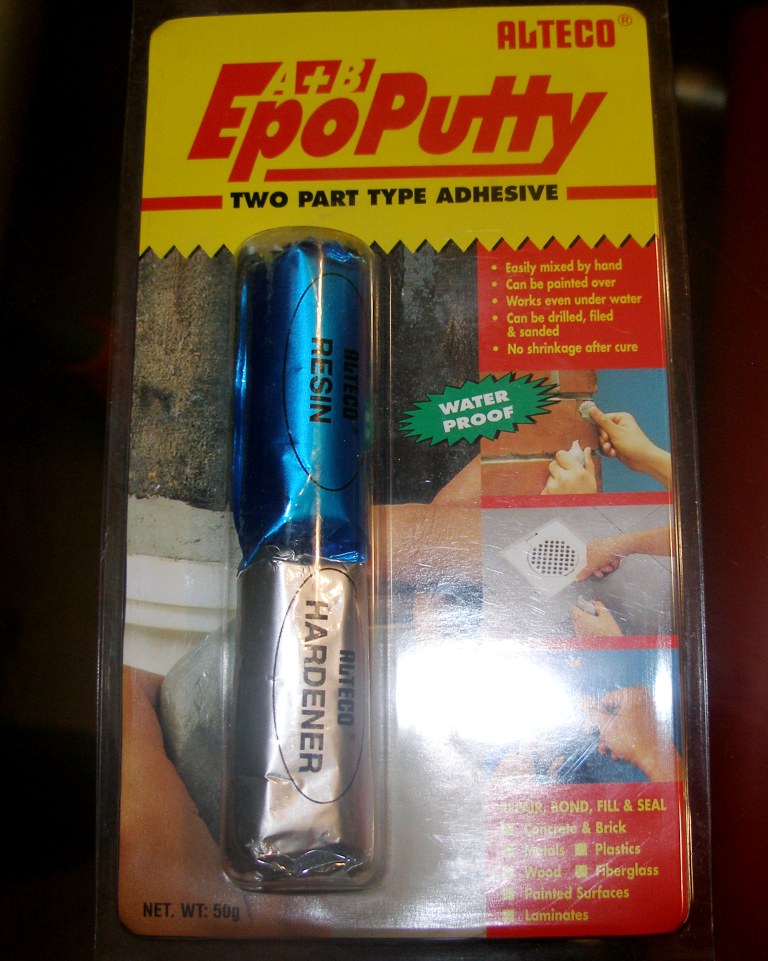 ALTECO®
A+B
EpoPutty
TWO PART TYPE ADHESIVE
• Easily mixed by hand
• Can be painted over
• Works even under water
• Can be drilled, filed
& sanded
• No shrinkage after cure
WATER
PROOF
ALTECO®
RESIN
ALTECO®
HARDENER
REPAIR, BOND, FILL & SEAL
Concrete & Brick
Metals ■ Plastics
Wood ■ Fiberglass
Painted Surfaces
Laminates
NET. WT: 50g